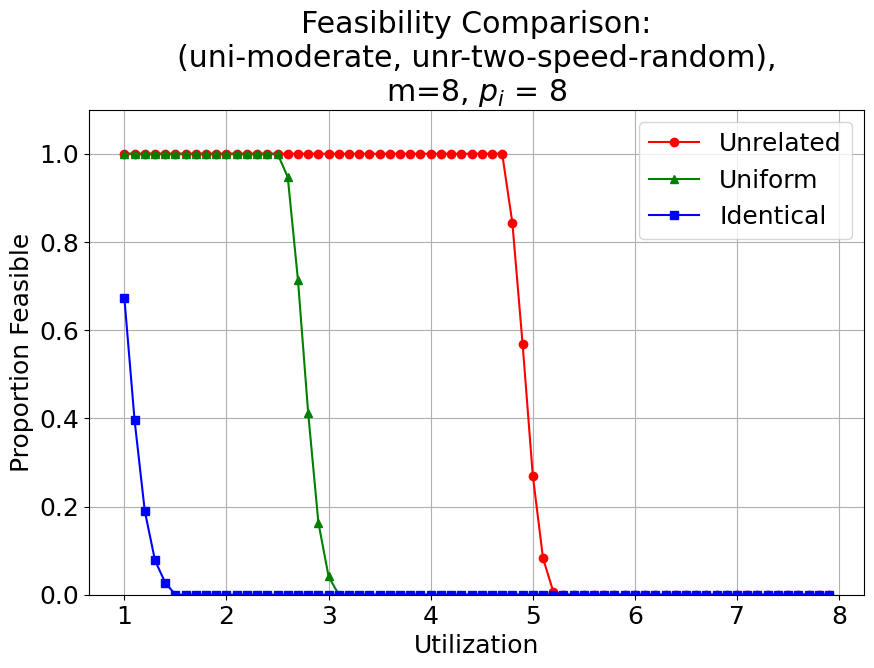 Feasibility Comparison:
(uni-moderate, unr-two-speed-random),
m=8, $p_i$ = 8
Unrelated
Uniform
Identical
Proportion Feasible
1.0
0.8
0.6
0.4
0.2
0.0
1 2 3 4 5 6 7 8
Utilization